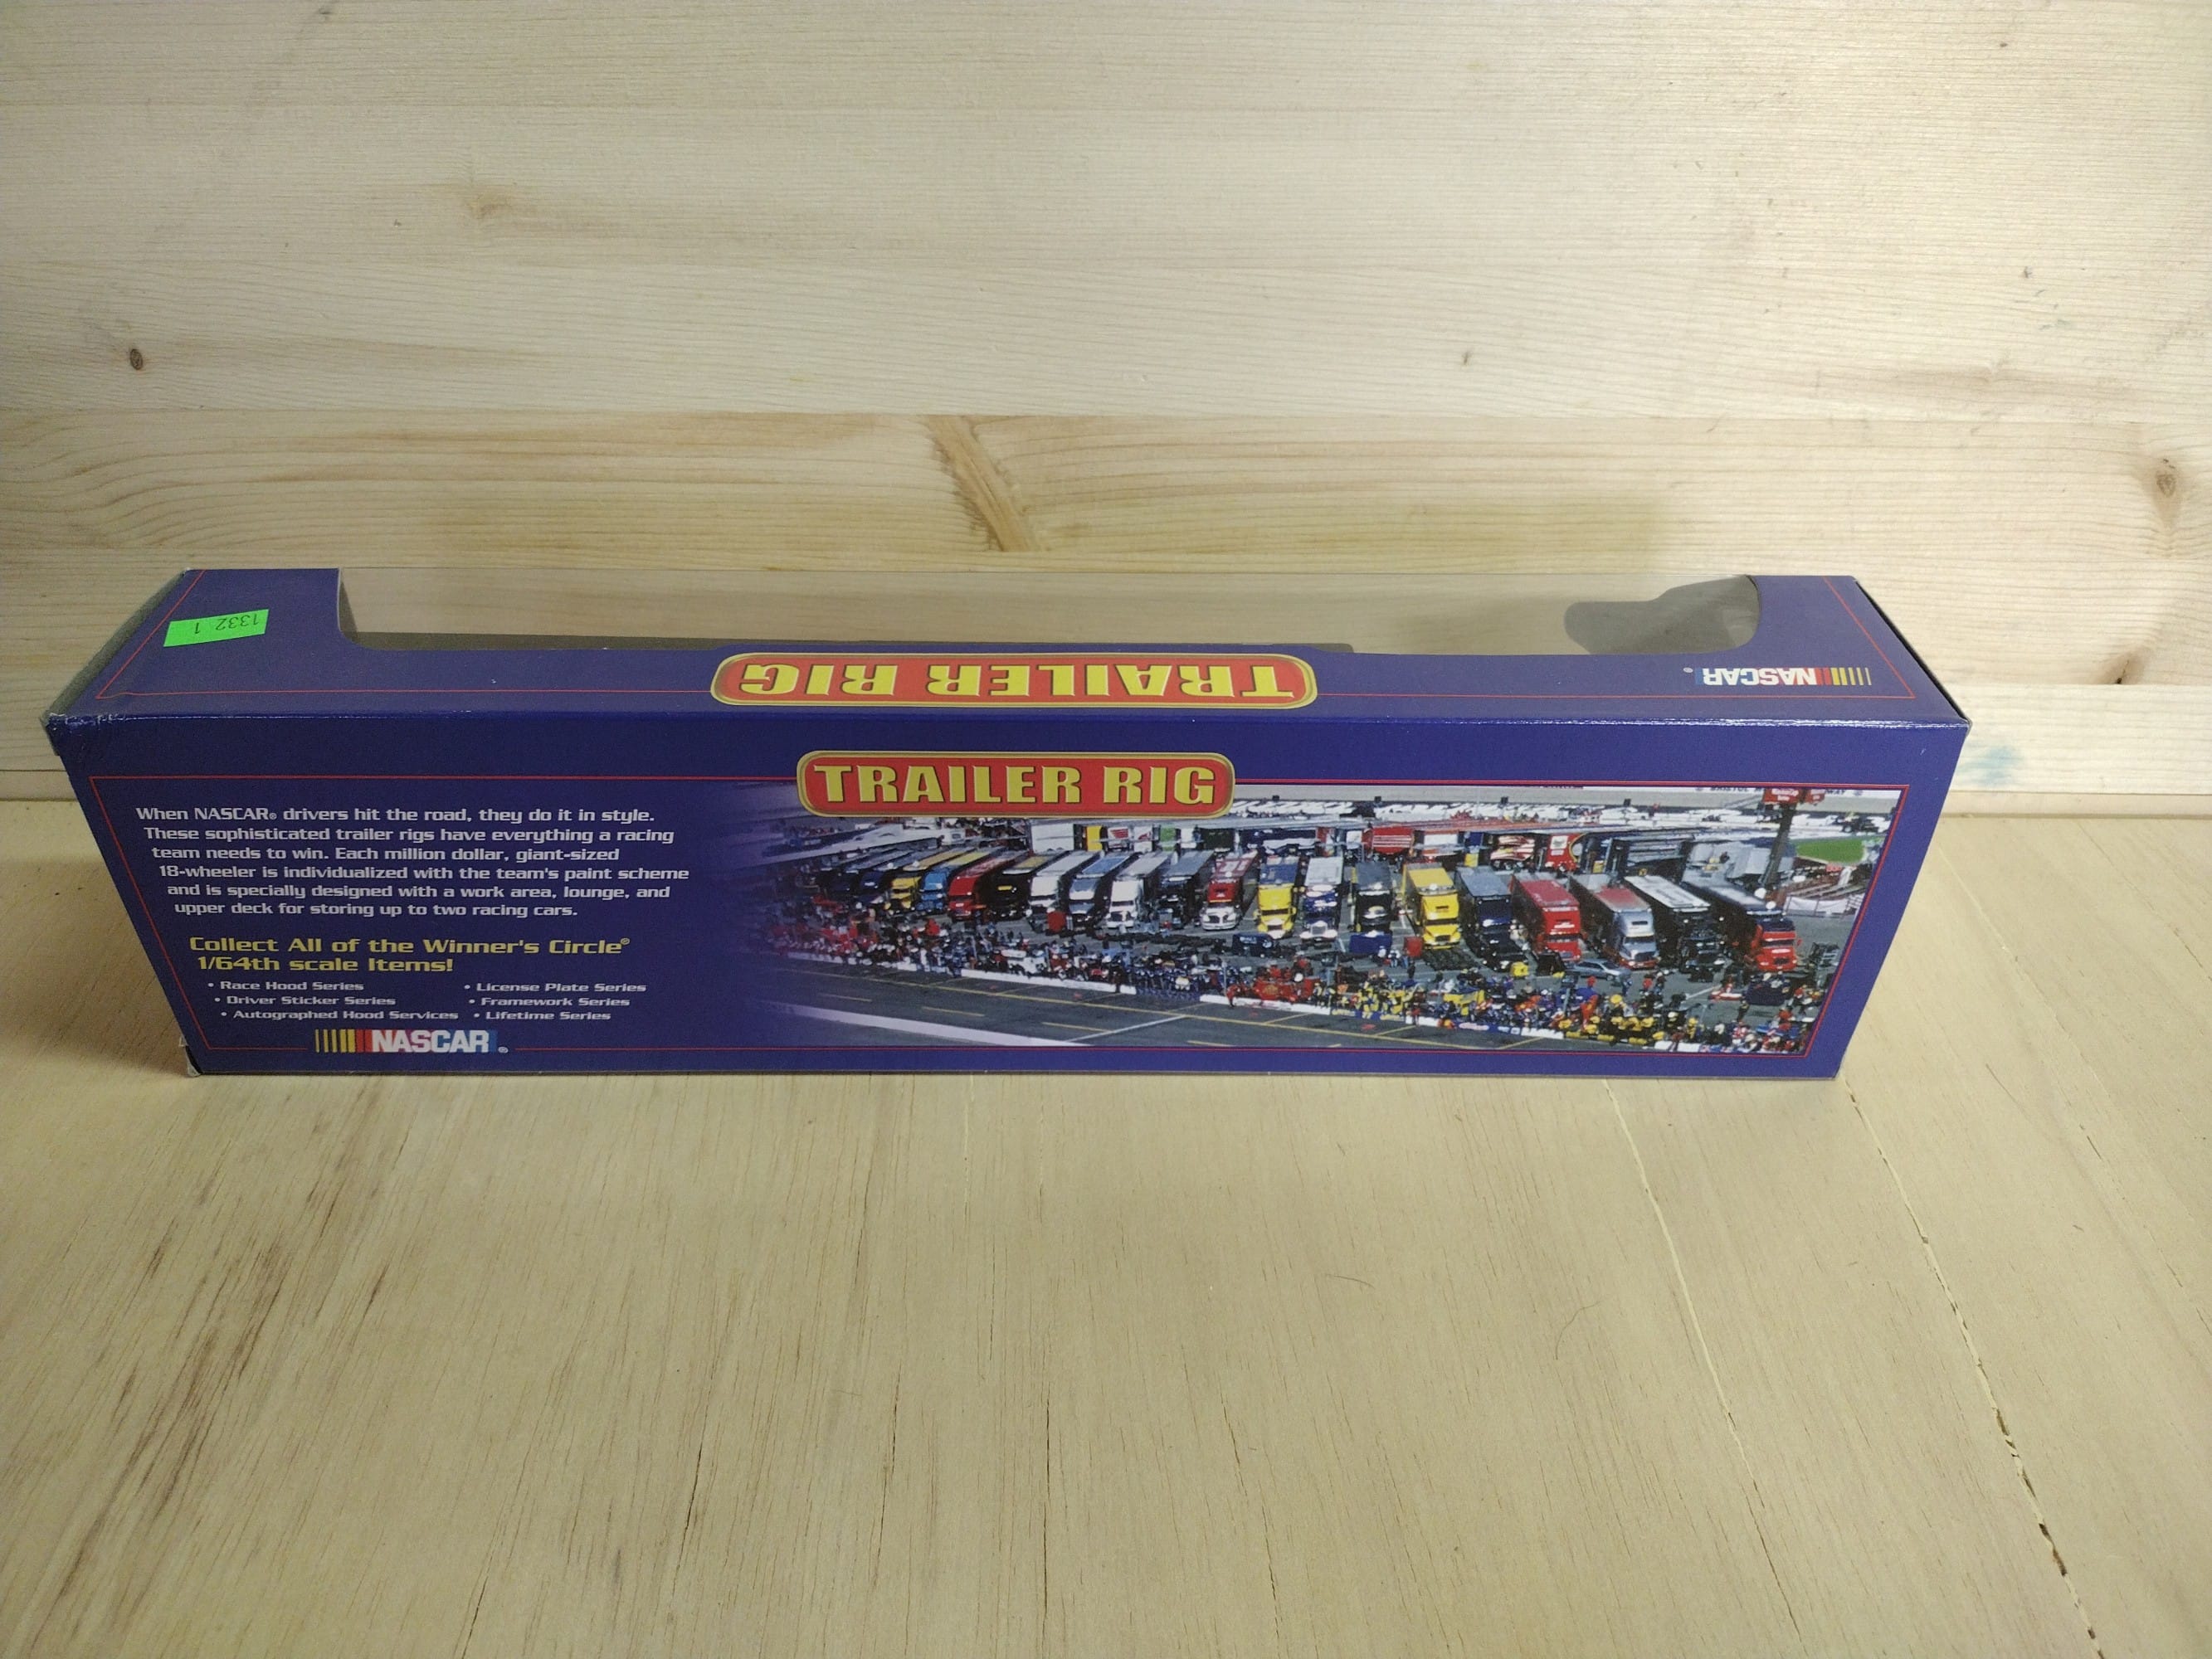 1332 1
TRAILER RIG
NASCAR®
TRAILER RIG
When NASCAR® drivers hit the road, they do it in style.
These sophisticated trailer rigs have everything a racing
team needs to win. Each million dollar, giant-sized
18-wheeler is individualized with the team's paint scheme
and is specially designed with a work area, lounge, and
upper deck for storing up to two racing cars.
Collect All of the Winner's Circle®
1/64th scale Items!
• Race Hood Series
• License Plate Series
• Driver Sticker Series
• Framework Series
• Autographed Hood Services
• Lifetime Series
NASCAR®
BRISTOL
WAY